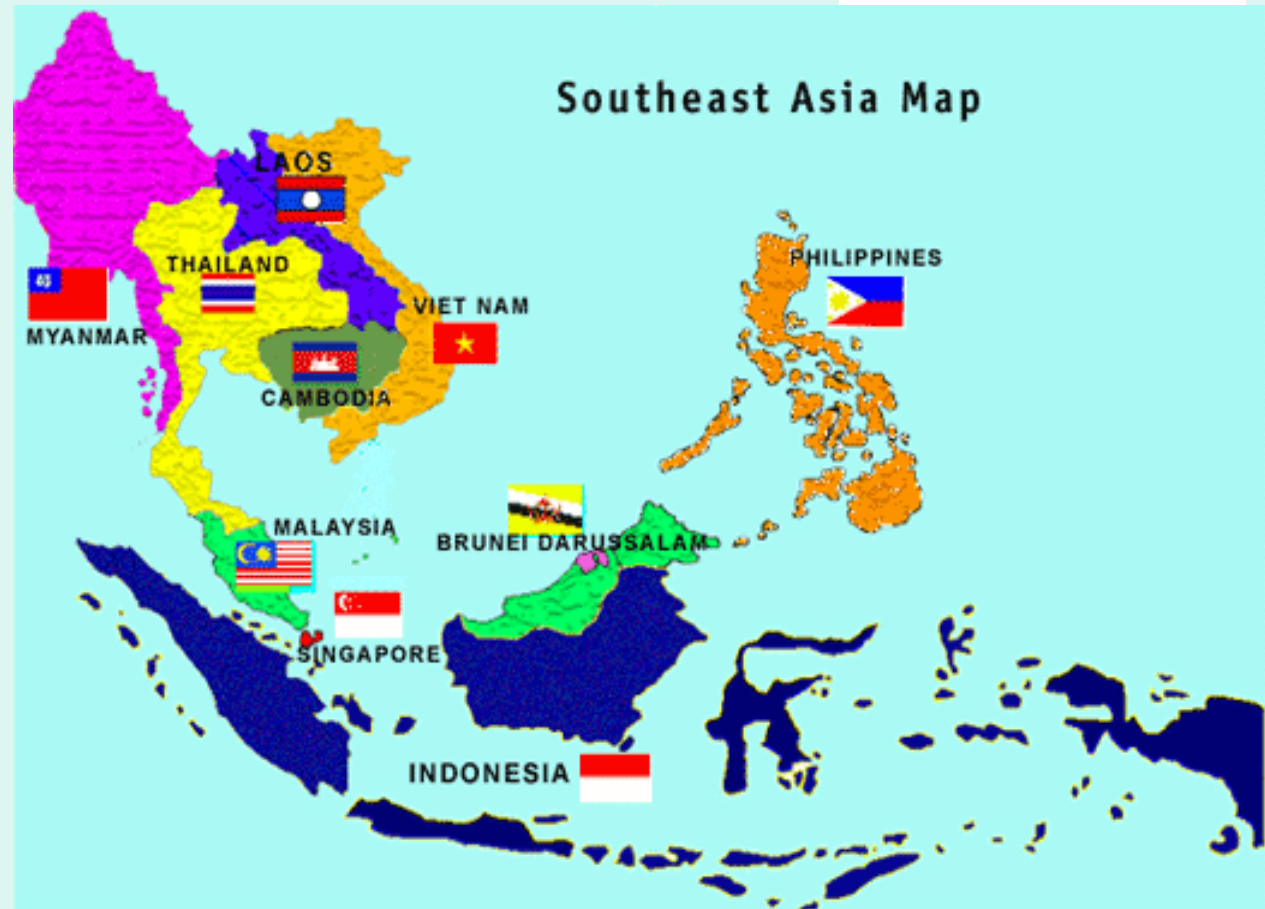 Southeast Asia Map
LAOS
THAILAND
PHILIPPINES
VIET NAM
MYANMAR
CAMBODIA
MALAYSIA
BRUNEI DARUSSALAM
SINGAPORE
INDONESIA